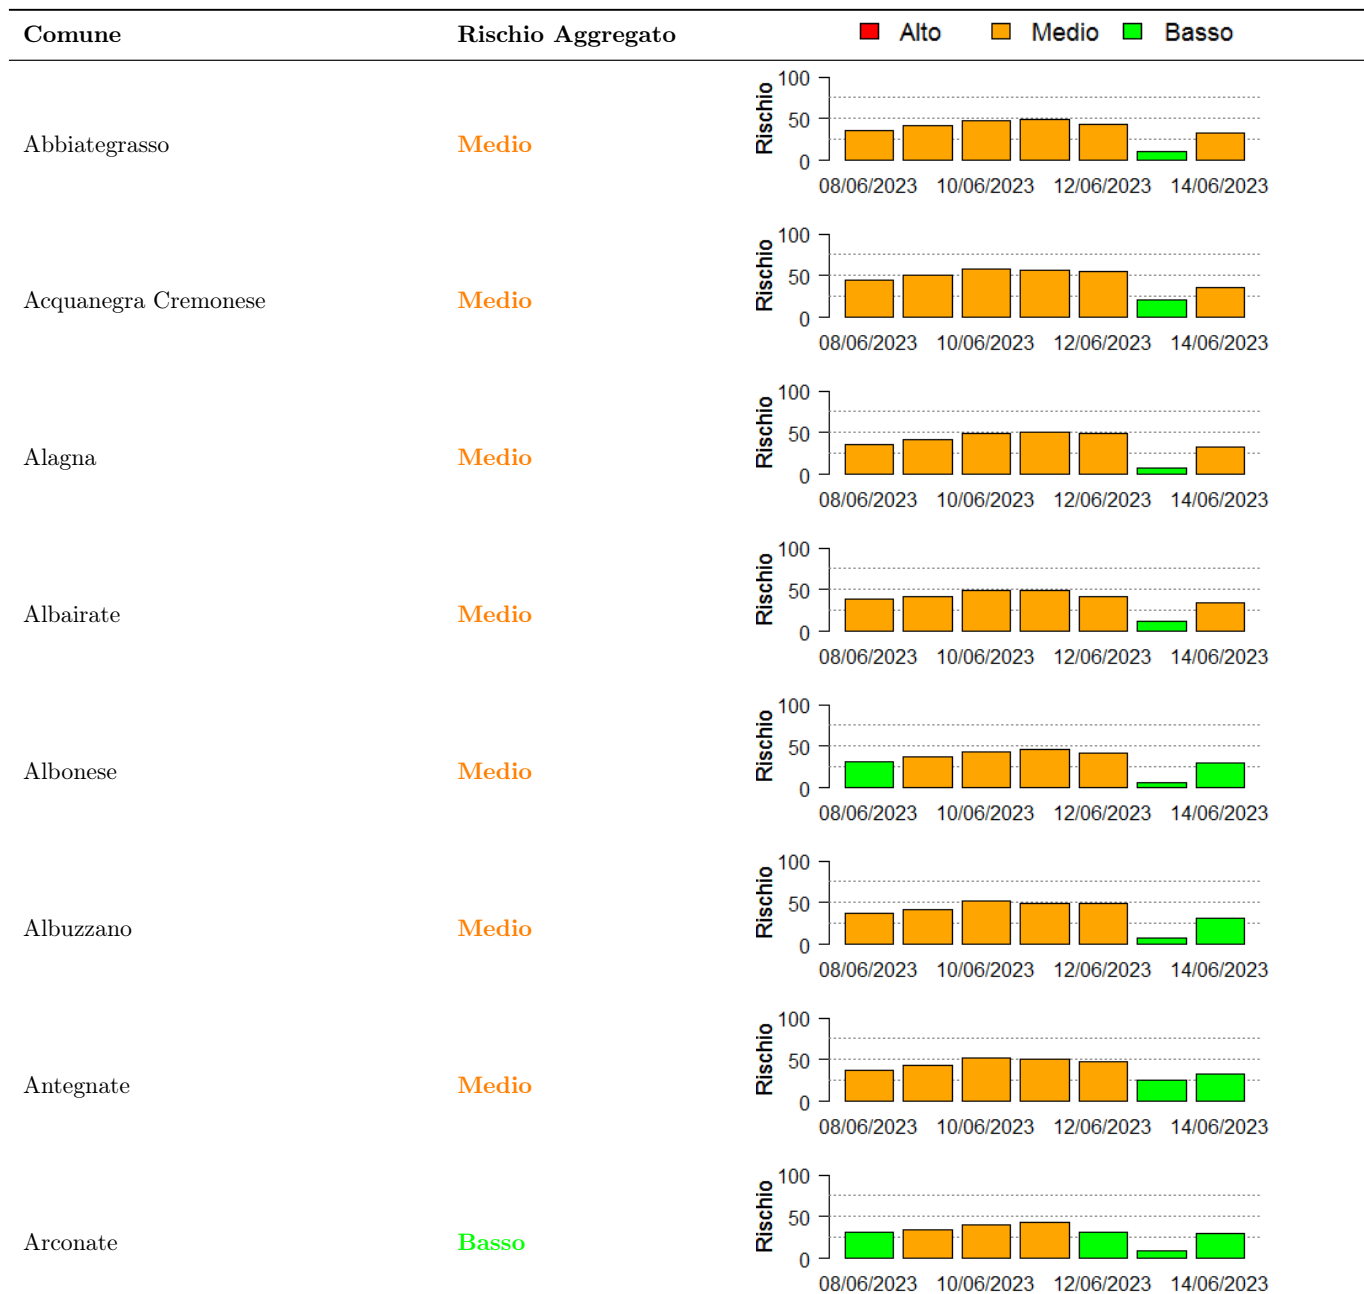 Comune Rischio Aggregato Alto Medio Basso
100
50
0
Rischio
Abbiategrasso Medio
08/06/2023 10/06/2023 12/06/2023 14/06/2023
100
50
0
Rischio
Acquanegra Cremonese Medio
08/06/2023 10/06/2023 12/06/2023 14/06/2023
100
50
0
Rischio
Alagna Medio
08/06/2023 10/06/2023 12/06/2023 14/06/2023
100
50
0
Rischio
Albairate Medio
08/06/2023 10/06/2023 12/06/2023 14/06/2023
100
50
0
Rischio
Albonese Medio
08/06/2023 10/06/2023 12/06/2023 14/06/2023
100
50
0
Rischio
Albuzzano Medio
08/06/2023 10/06/2023 12/06/2023 14/06/2023
100
50
0
Rischio
Antegnate Medio
08/06/2023 10/06/2023 12/06/2023 14/06/2023
100
50
0
Rischio
Arconate Basso
08/06/2023 10/06/2023 12/06/2023 14/06/2023